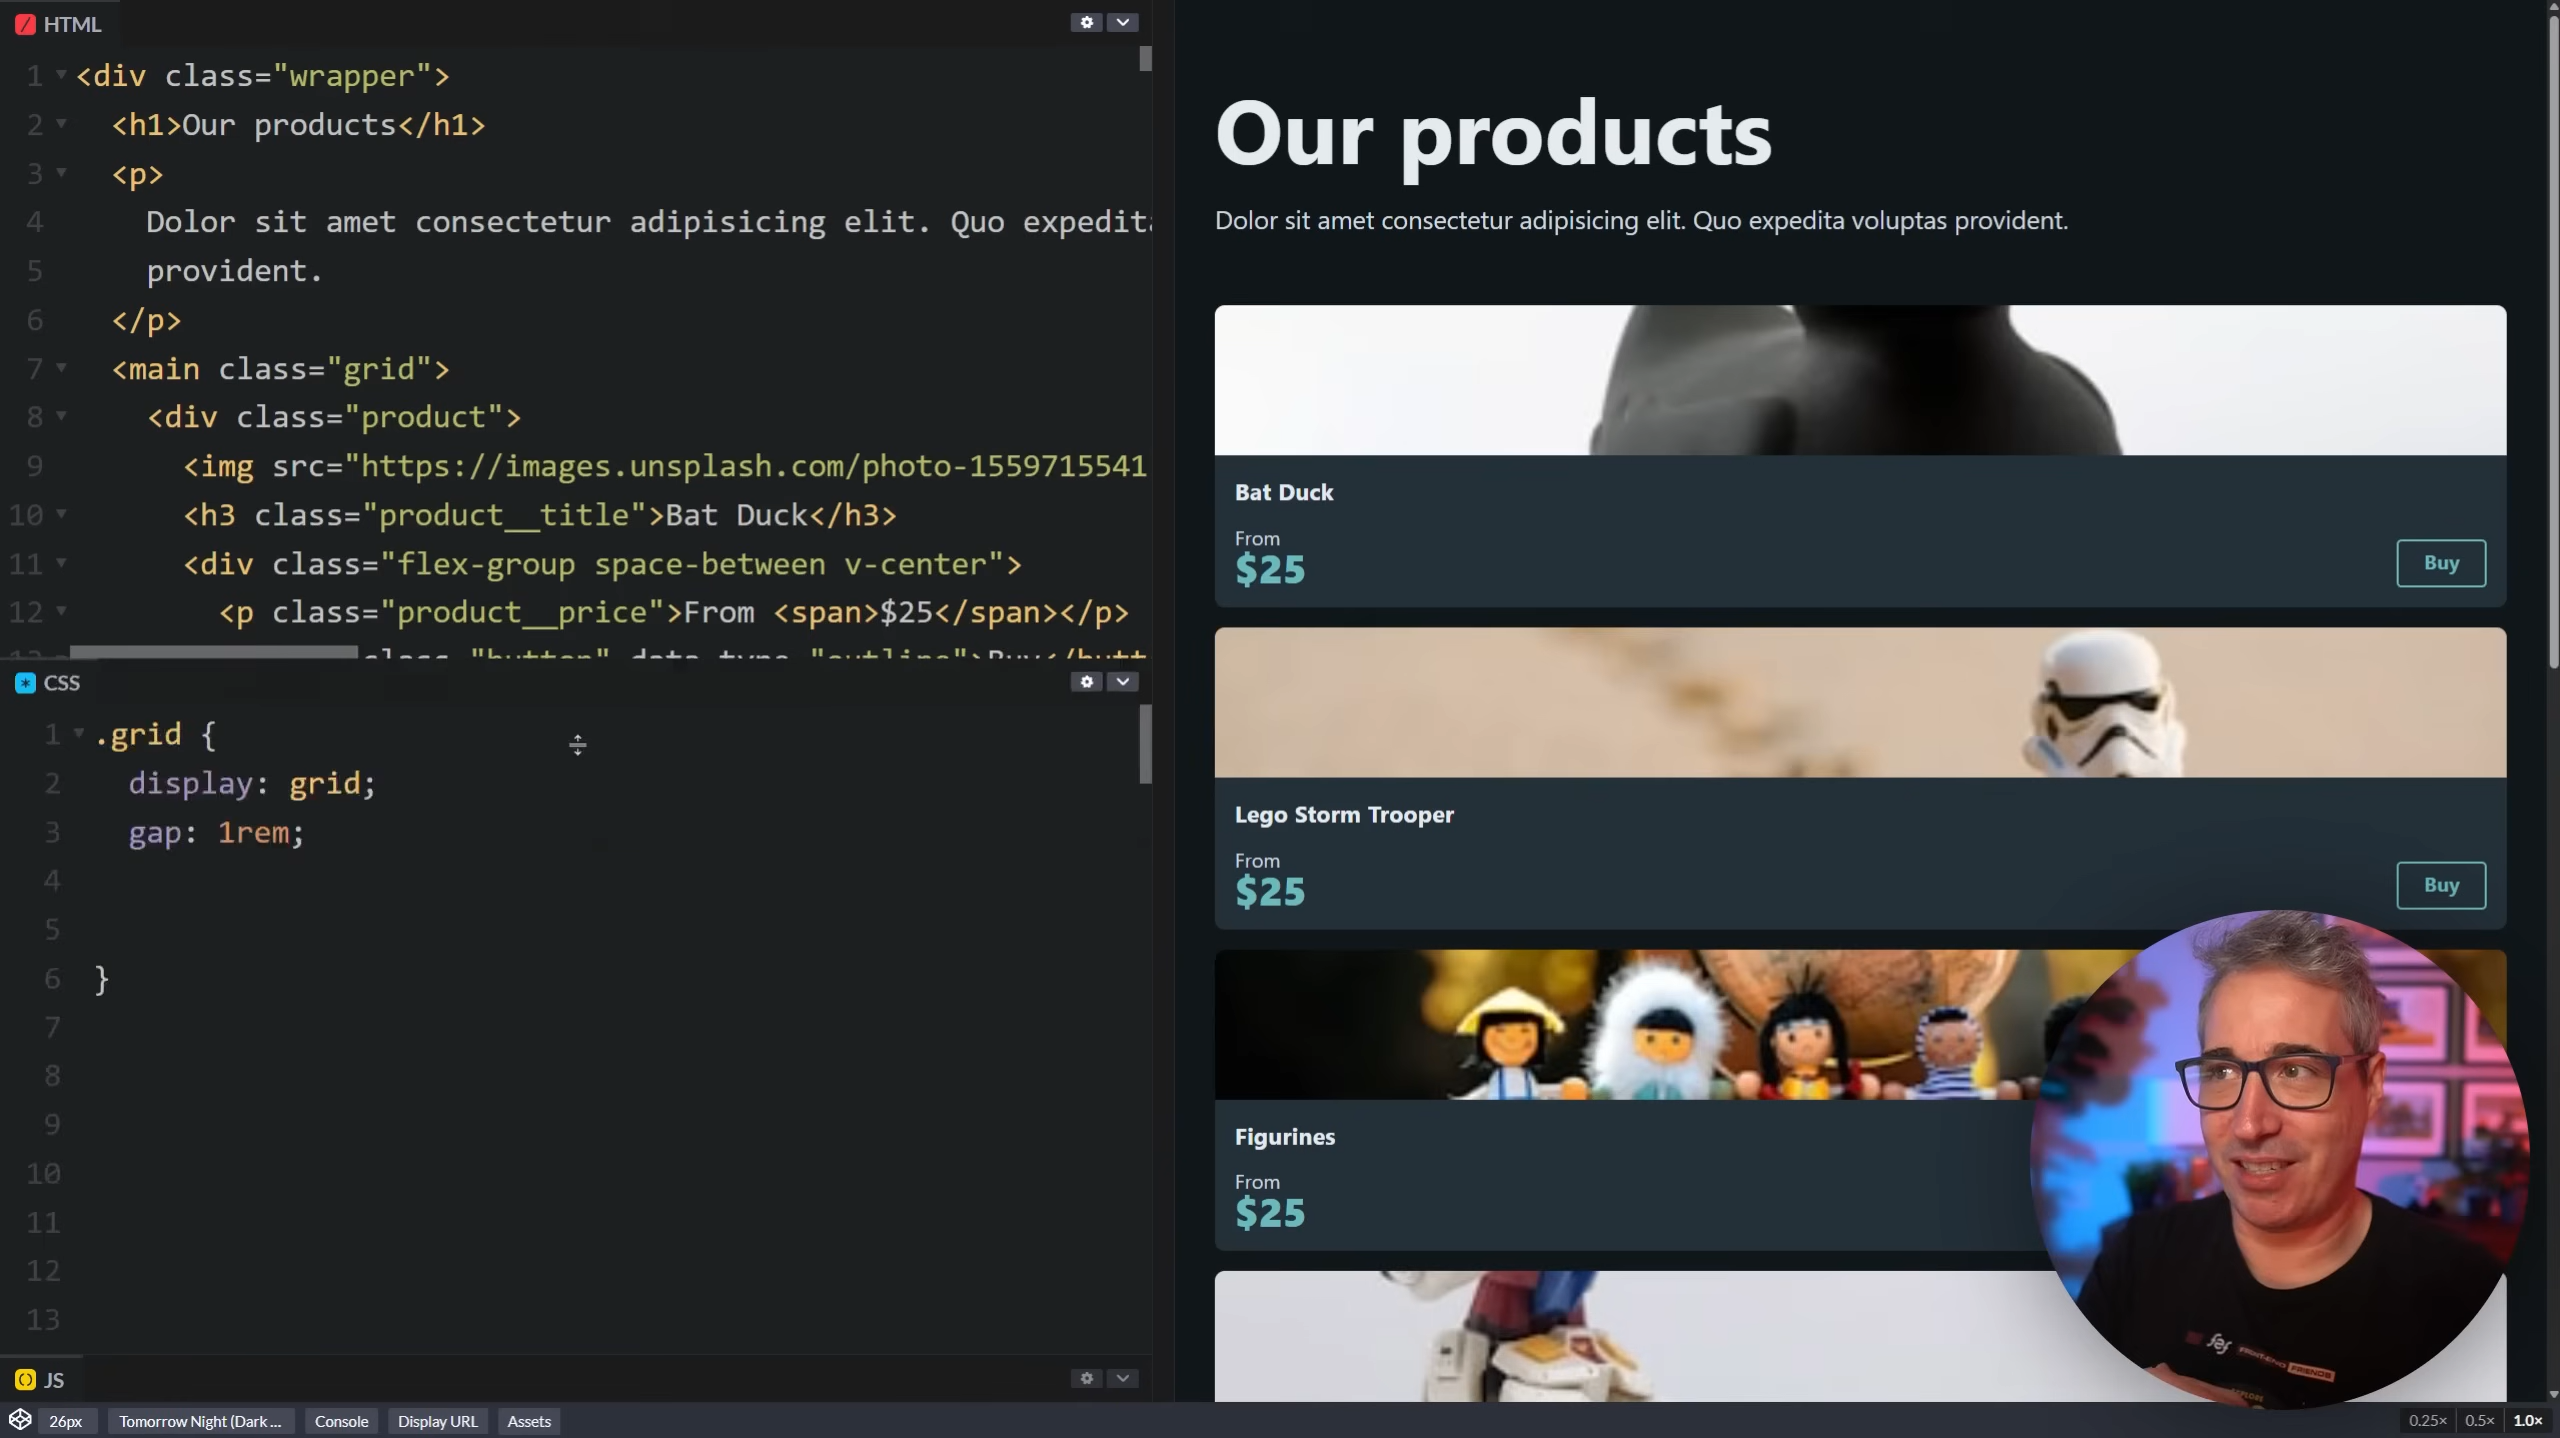 HTML
1 <div class="wrapper">
2 <h1>Our products</h1>
3 <p>
4 Dolor sit amet consectetur adipisicing elit. Quo expedita
5 provident.
6 </p>
7 <main class="grid">
8 <div class="product">
9 <img src="https://images.unsplash.com/photo-1559715541
10 <h3 class="product__title">Bat Duck</h3>
11 <div class="flex-group space-between v-center">
12 <p class="product__price">From <span>$25</span></p>
CSS
1 .grid {
2 display: grid;
3 gap: 1rem;
4
5
6 }
7
8
9
10
11
12
13
JS
26px
Tomorrow Night (Dark ...
Console
Display URL
Assets
Our products
Dolor sit amet consectetur adipisicing elit. Quo expedita voluptas provident.
Bat Duck
From
$25
Buy
Lego Storm Trooper
From
$25
Buy
Figurines
From
$25
fef FRONT-END FRIENDS
0.25×
0.5×
1.0×